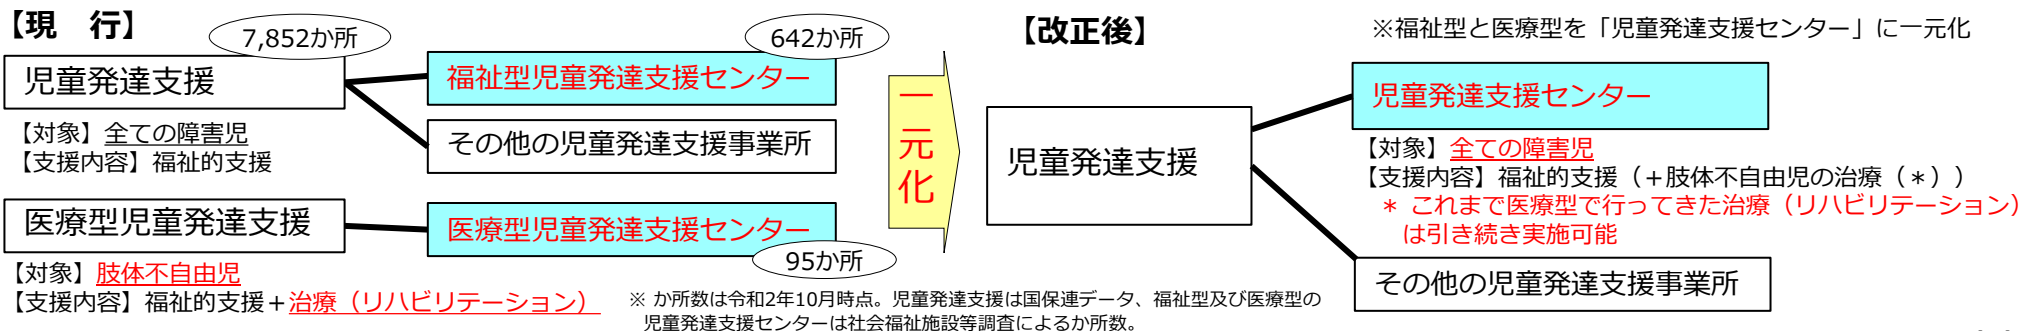 【現　行】
7,852か所
642か所
児童発達支援
福祉型児童発達支援センター
その他の児童発達支援事業所
【対象】全ての障害児
【支援内容】福祉的支援
医療型児童発達支援
医療型児童発達支援センター
95か所
【対象】肢体不自由児
【支援内容】福祉的支援＋治療（リハビリテーション）
※ か所数は令和2年10月時点。児童発達支援は国保連データ、福祉型及び医療型の
児童発達支援センターは社会福祉施設等調査によるか所数。
一元化
【改正後】
※福祉型と医療型を「児童発達支援センター」に一元化
児童発達支援
児童発達支援センター
【対象】全ての障害児
【支援内容】福祉的支援（＋肢体不自由児の治療（＊））
＊ これまで医療型で行ってきた治療（リハビリテーション）
は引き続き実施可能
その他の児童発達支援事業所